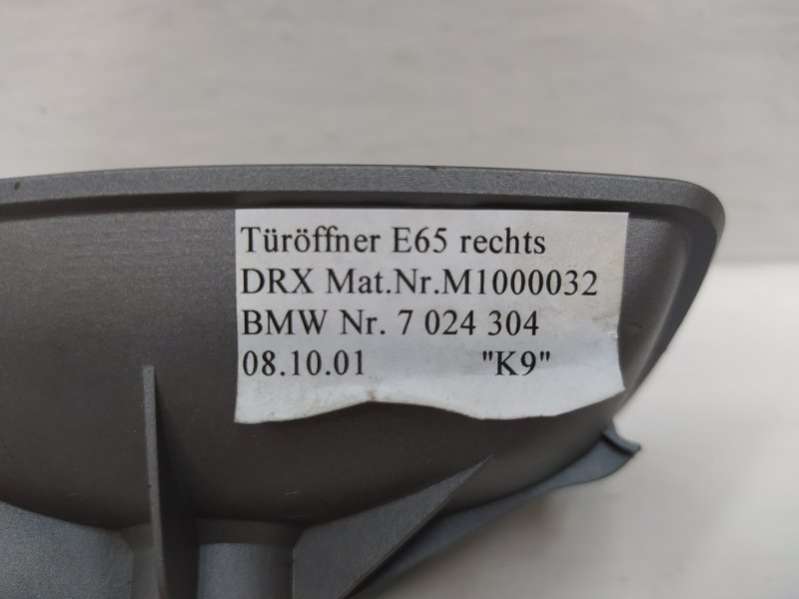 Türöffner E65 rechts
DRX Mat.Nr.M1000032
BMW Nr. 7 024 304
08.10.01 "K9"